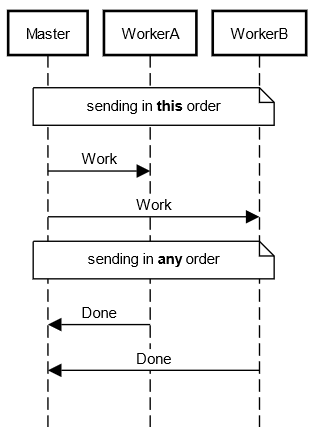 Master WorkerA WorkerB
sending in this order
Work
Work
sending in any order
Done
Done